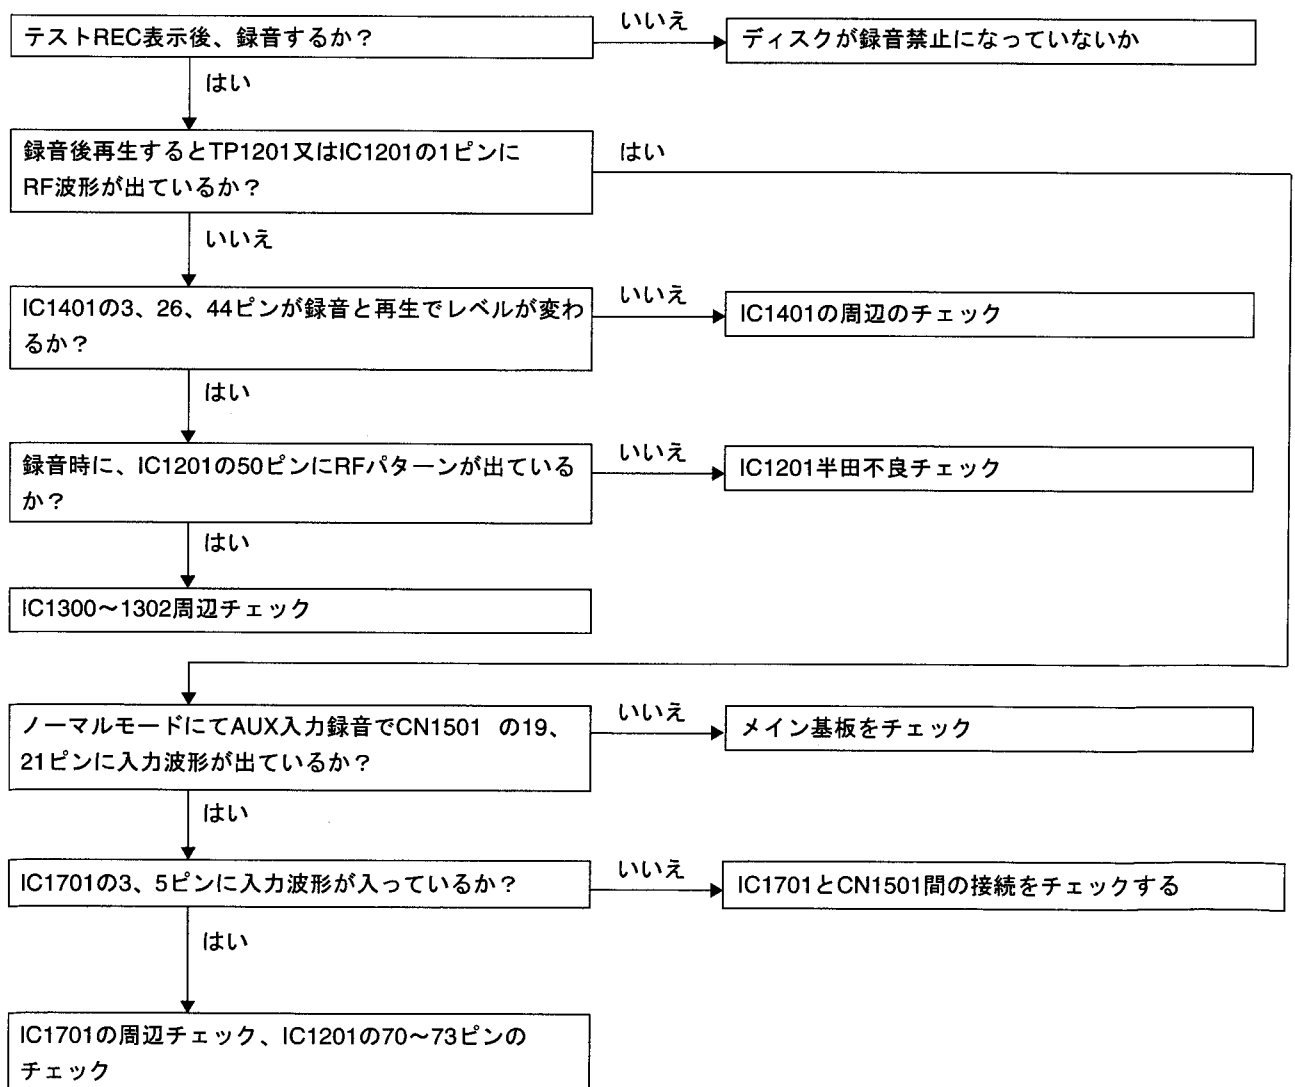 テストREC表示後、録音するか？
いいえ
ディスクが録音禁止になっていないか
はい
録音後再生するとTP1201又はIC1201の1ピンに
RF波形が出ているか？
はい
いいえ
IC1401の3、26、44ピンが録音と再生でレベルが変わ
るか？
いいえ
IC1401の周辺のチェック
はい
録音時に、IC1201の50ピンにRFパターンが出ている
か？
いいえ
IC1201半田不良チェック
はい
IC1300～1302周辺チェック
ノーマルモードにてAUX入力録音でCN1501 の19、
21ピンに入力波形が出ているか？
いいえ
メイン基板をチェック
はい
IC1701の3、5ピンに入力波形が入っているか？
いいえ
IC1701とCN1501間の接続をチェックする
はい
IC1701の周辺チェック、IC1201の70～73ピンの
チェック